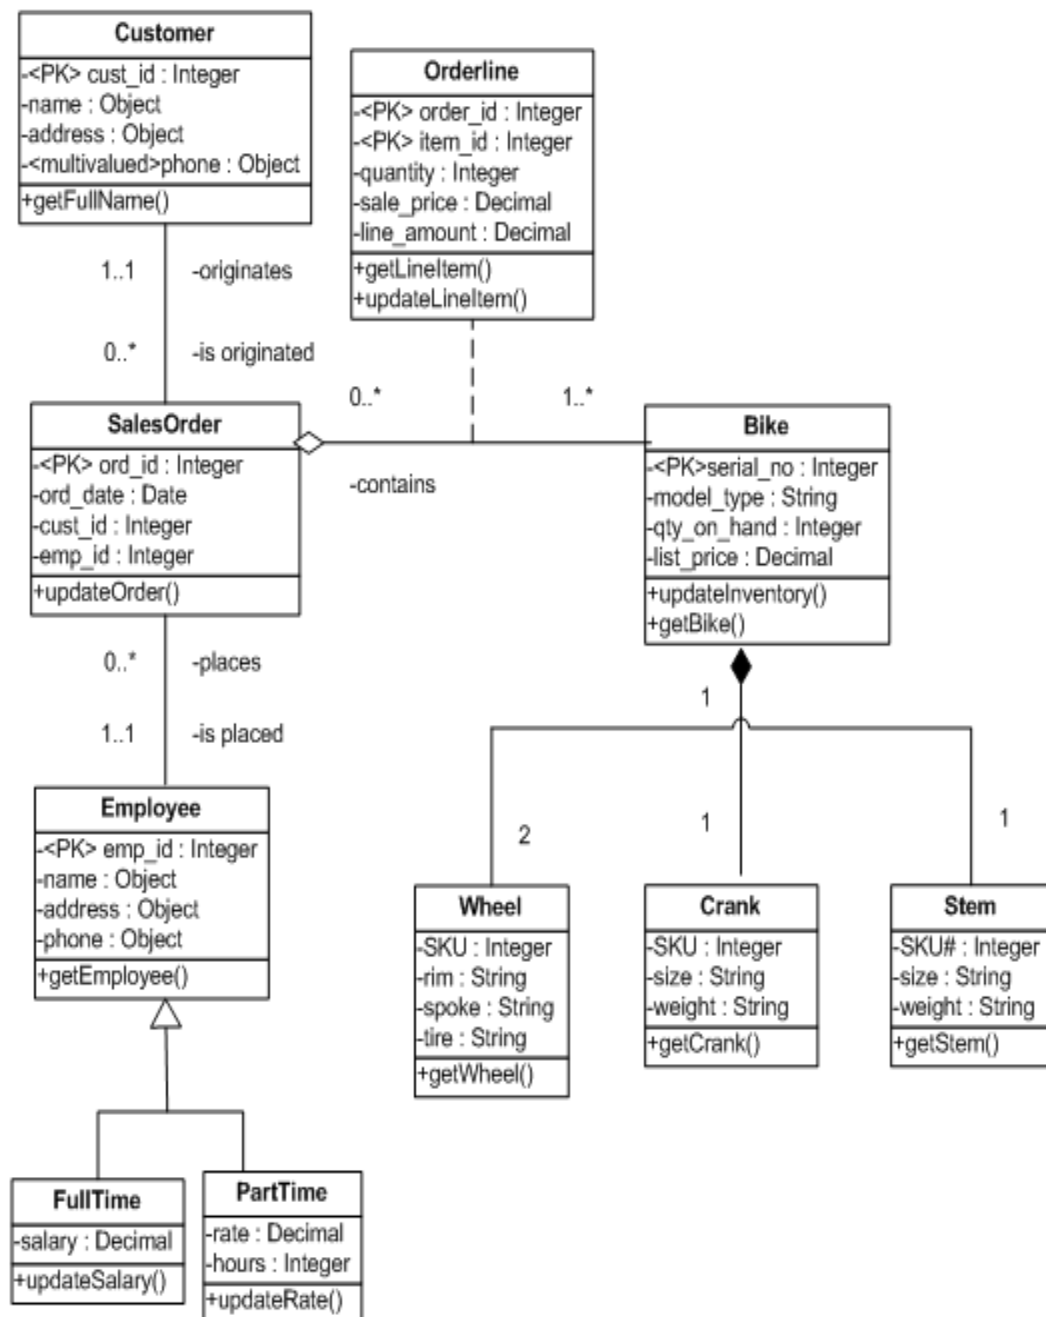 Customer
-<PK> cust_id : Integer
-name : Object
-address : Object
-<multivalued>phone : Object
+getFullName()
Orderline
-<PK> order_id : Integer
-<PK> item_id : Integer
-quantity : Integer
-sale_price : Decimal
-line_amount : Decimal
+getLineItem()
+updateLineItem()
1..1
-originates
0..*
-is originated
SalesOrder
-<PK> ord_id : Integer
-ord_date : Date
-cust_id : Integer
-emp_id : Integer
+updateOrder()
0..*
1..*
-contains
Bike
-<PK>serial_no : Integer
-model_type : String
-qty_on_hand : Integer
-list_price : Decimal
+updateInventory()
+getBike()
0..*
-places
1..1
-is placed
1
2
1
1
Employee
-<PK> emp_id : Integer
-name : Object
-address : Object
-phone : Object
+getEmployee()
Wheel
-SKU : Integer
-rim : String
-spoke : String
-tire : String
+getWheel()
Crank
-SKU : Integer
-size : String
-weight : String
+getCrank()
Stem
-SKU# : Integer
-size : String
-weight : String
+getStem()
FullTime
-salary : Decimal
+updateSalary()
PartTime
-rate : Decimal
-hours : Integer
+updateRate()